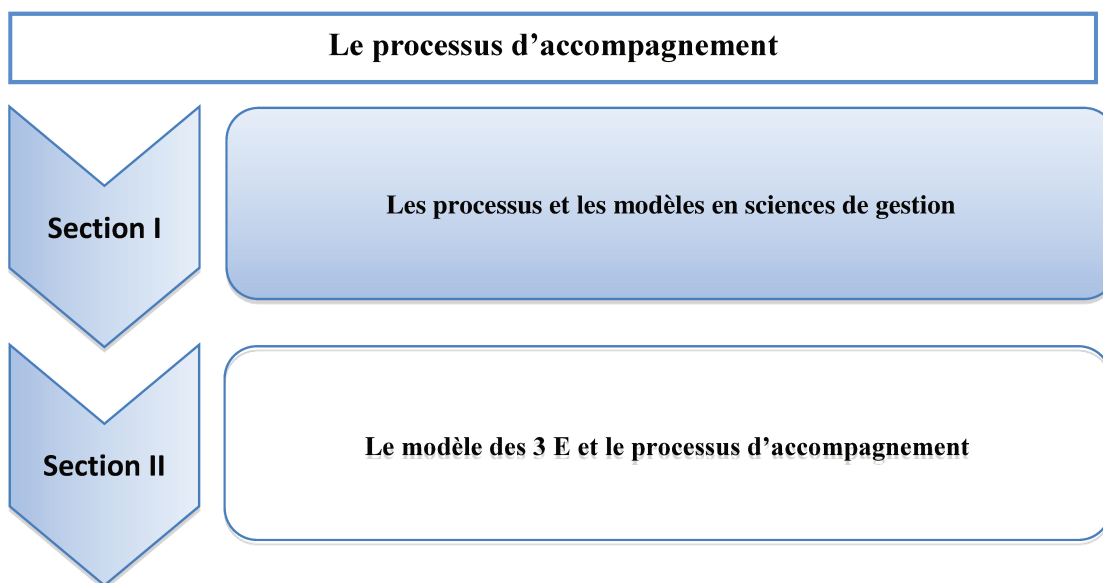 Le processus d’accompagnement
Section I
Les processus et les modèles en sciences de gestion
Section II
Le modèle des 3 E et le processus d’accompagnement